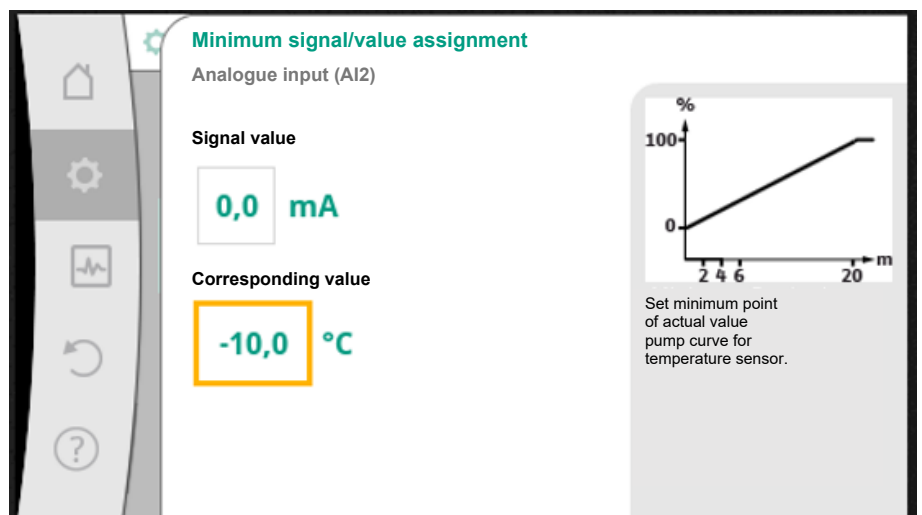 Minimum signal/value assignment
Analogue input (AI2)
Signal value
0,0 mA
Corresponding value
-10,0 °C
%
100
0
2 4 6 20 m
Set minimum point
of actual value
pump curve for
temperature sensor.
?